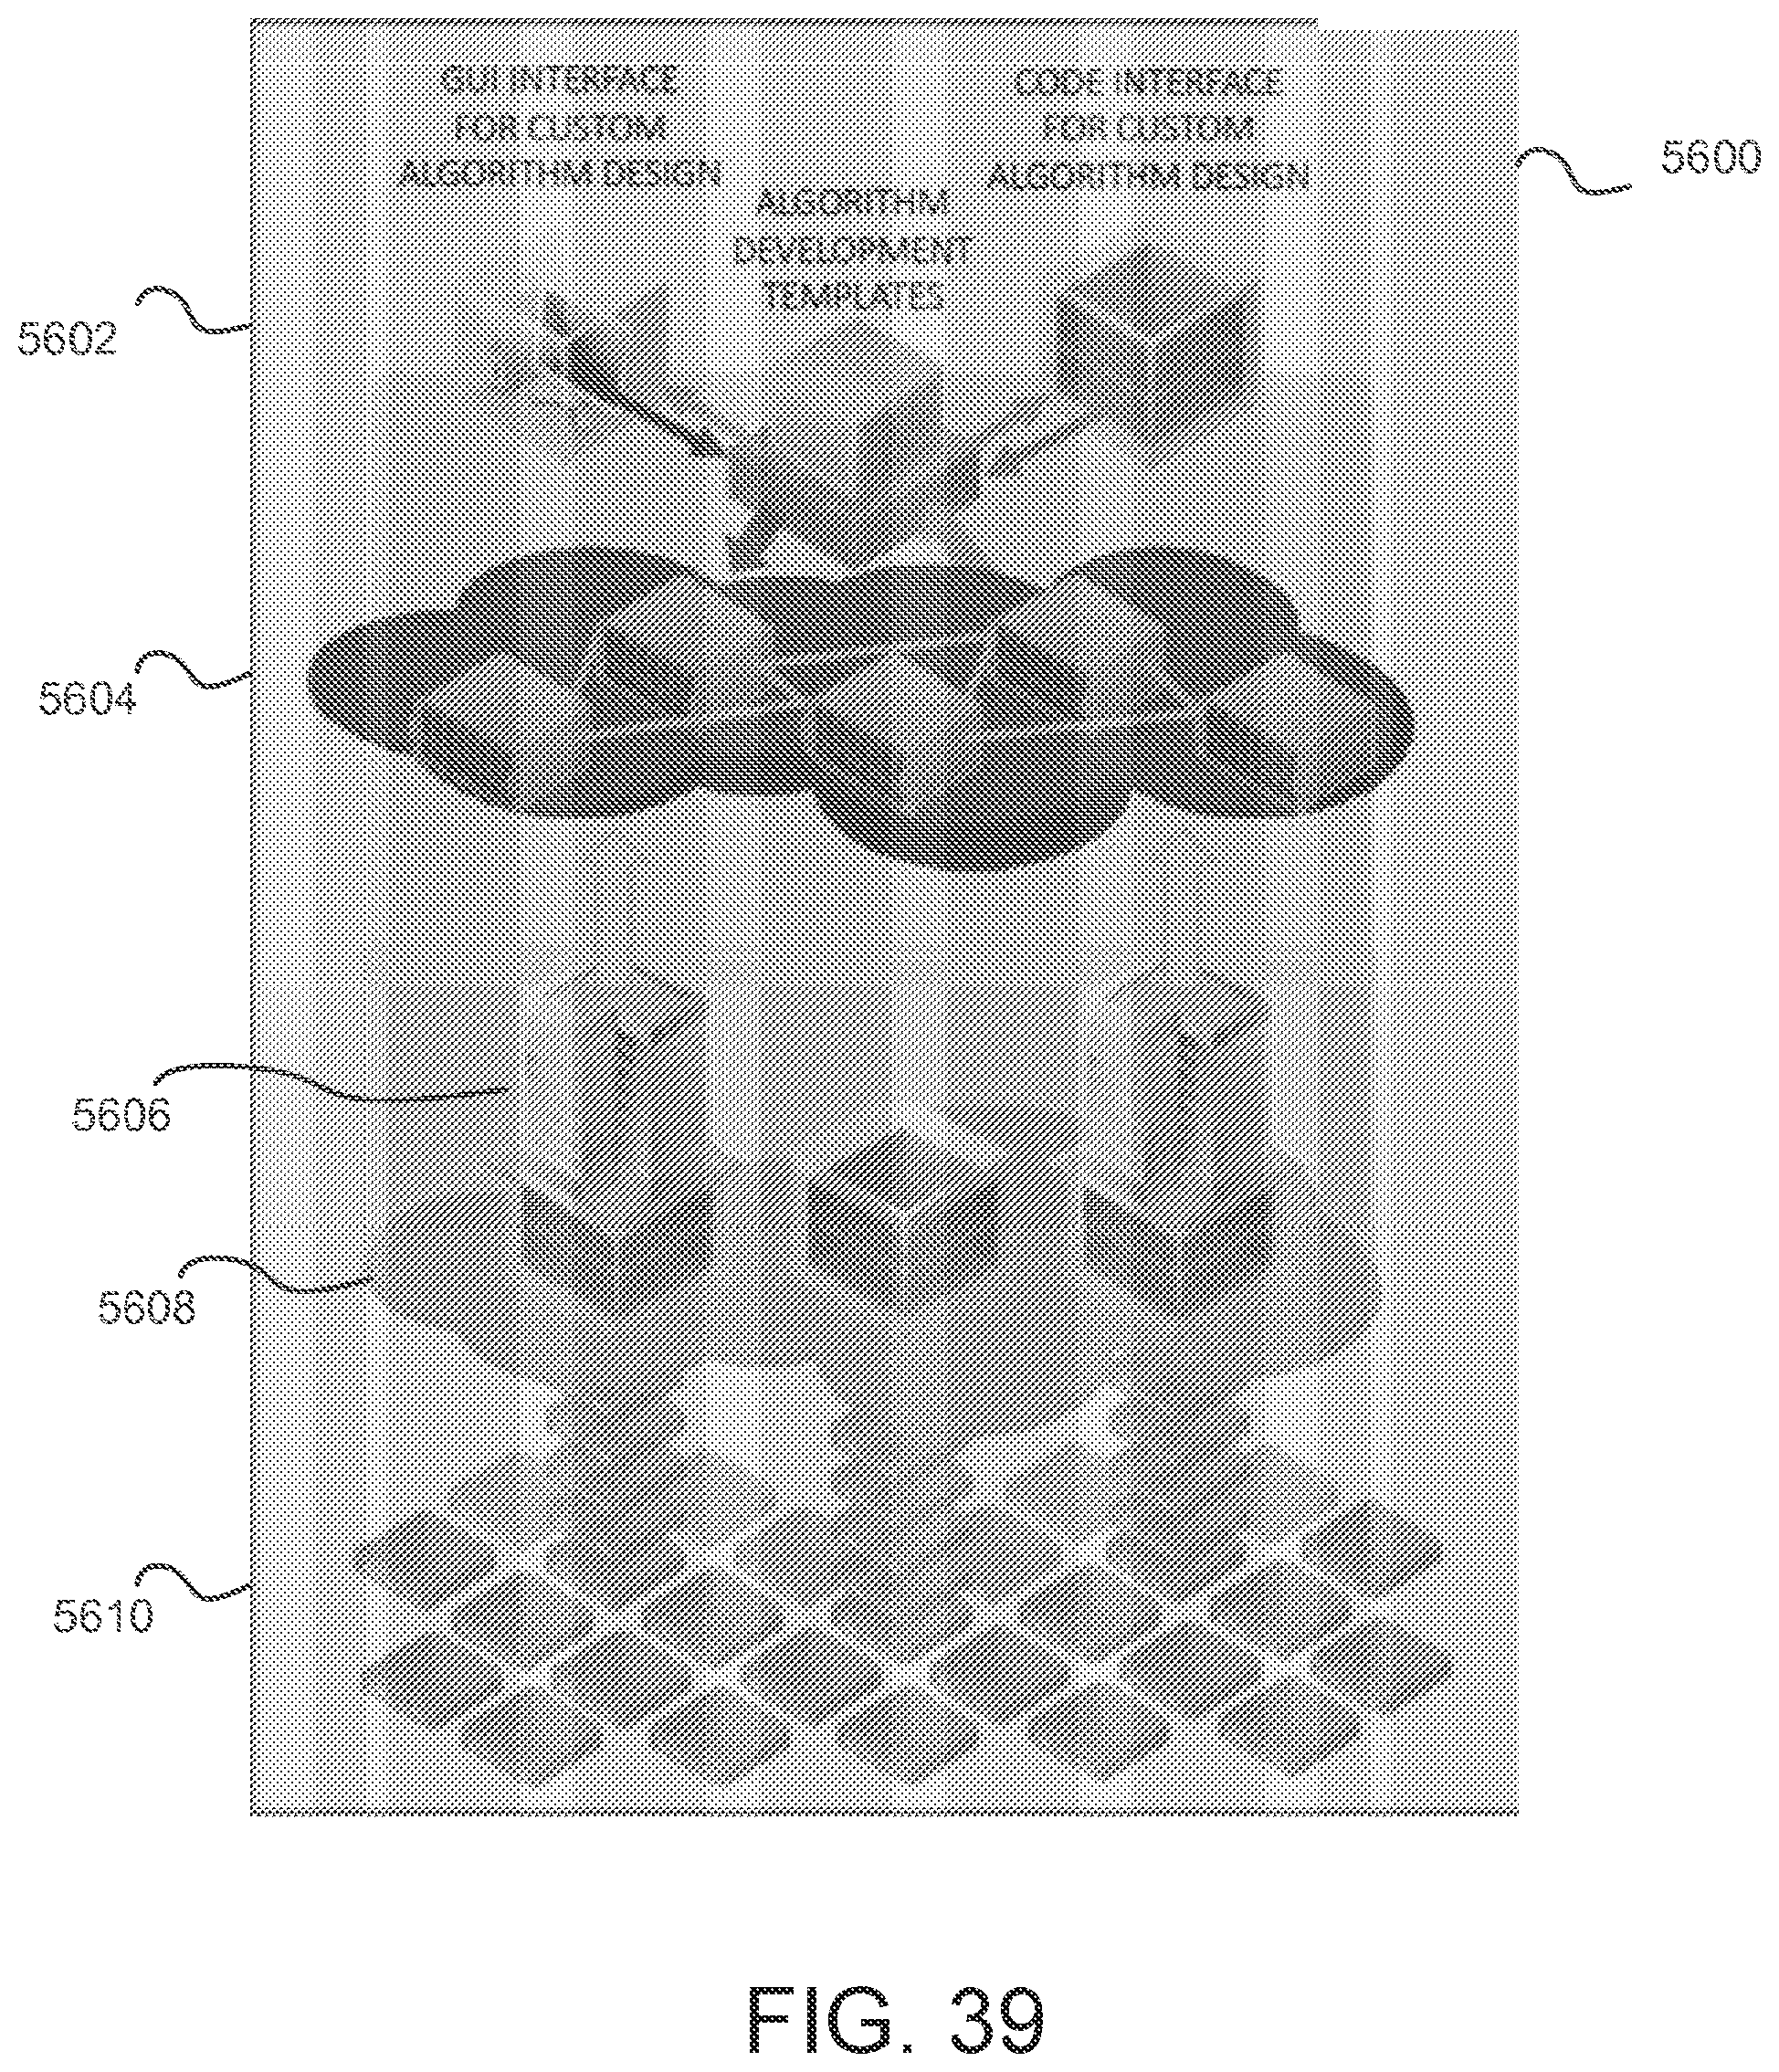 GUI INTERFACE
FOR CUSTOM
ALGORITHM DESIGN
CODE INTERFACE
FOR CUSTOM
ALGORITHM DESIGN
ALGORITHM
DEVELOPMENT
TEMPLATES
5600
5602
5604
5606
5608
5610
FIG. 39